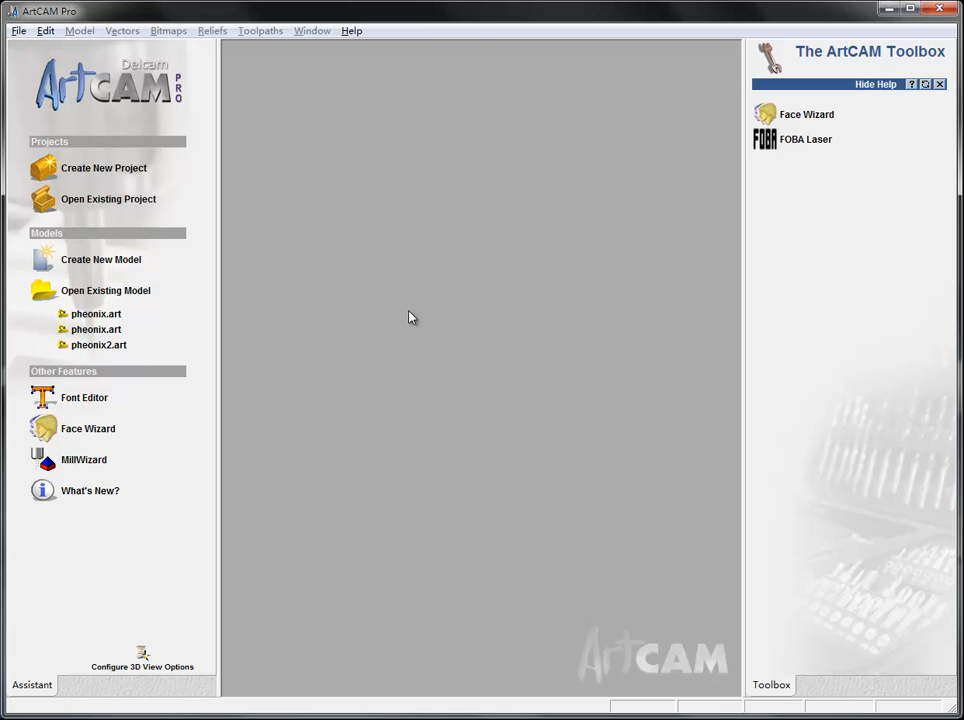 ArtCAM Pro
File Edit Model Vectors Bitmaps Reliefs Toolpaths Window Help
Delcam
ArtCAM PRO
Projects
Create New Project
Open Existing Project
Models
Create New Model
Open Existing Model
pheonix.art
pheonix.art
pheonix2.art
Other Features
Font Editor
Face Wizard
MillWizard
What's New?
Configure 3D View Options
Assistant
ArtCAM
The ArtCAM Toolbox
Hide Help
Face Wizard
FOBA FOBA Laser
Toolbox